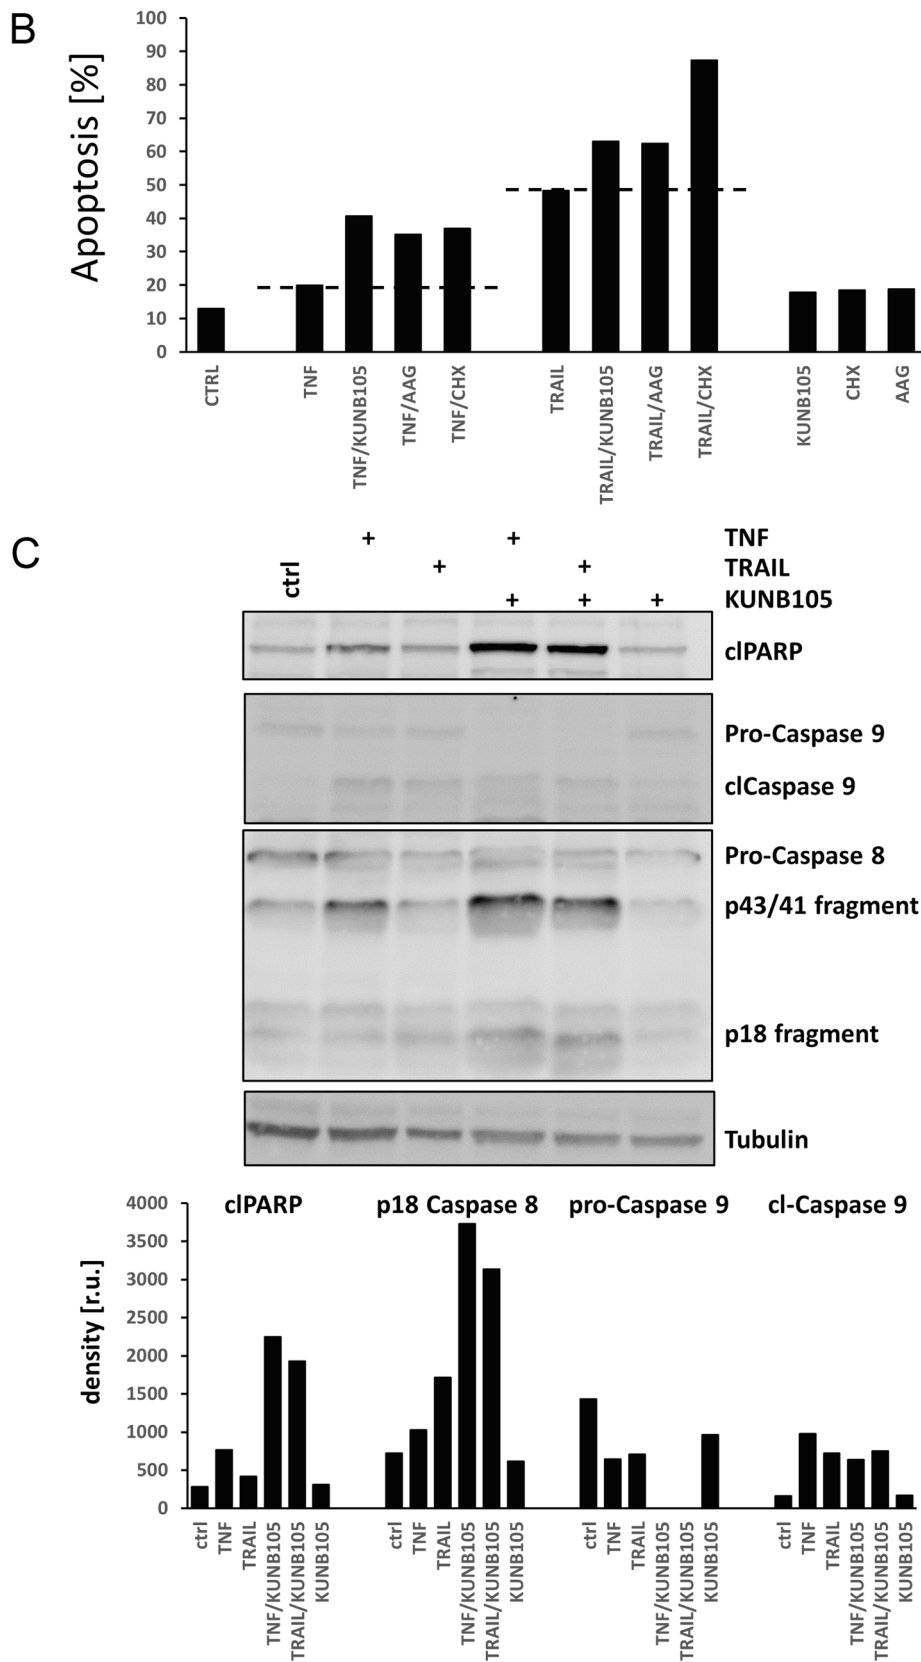 B
Apoptosis [%]
100
90
80
70
60
50
40
30
20
10
0
CTRL
TNF
TNF/KUNB105
TNF/AAG
TNF/CHX
TRAIL
TRAIL/KUNB105
TRAIL/AAG
TRAIL/CHX
KUNB105
CHX
AAG
C
ctrl
+ + TNF
+ + TRAIL
+ + + KUNB105
clPARP
Pro-Caspase 9
clCaspase 9
Pro-Caspase 8
p43/41 fragment
p18 fragment
Tubulin
clPARP p18 Caspase 8 pro-Caspase 9 cl-Caspase 9
density [r.u.]
4000
3500
3000
2500
2000
1500
1000
500
0
ctrl
TNF
TRAIL
TNF/KUNB105
TRAIL/KUNB105
KUNB105
ctrl
TNF
TRAIL
TNF/KUNB105
TRAIL/KUNB105
KUNB105
ctrl
TNF
TRAIL
TNF/KUNB105
TRAIL/KUNB105
KUNB105
ctrl
TNF
TRAIL
TNF/KUNB105
TRAIL/KUNB105
KUNB105